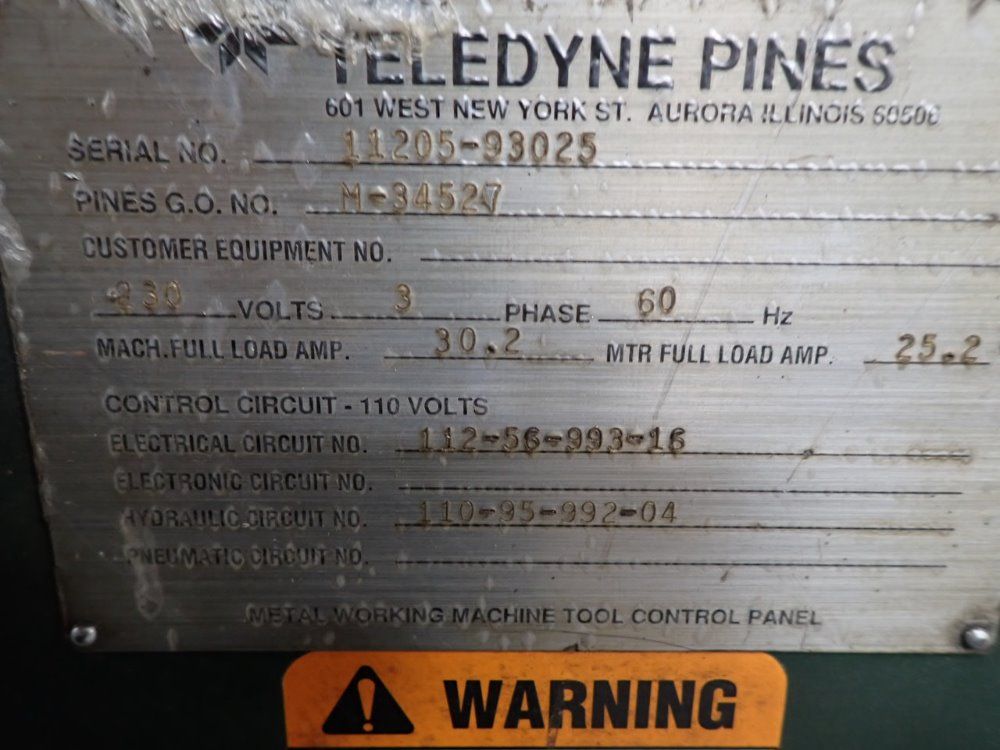 TELEDYNE PINES
601 WEST NEW YORK ST. AURORA ILLINOIS 60506
SERIAL NO. 11205-93025
PINES G.O. NO. M-34527
CUSTOMER EQUIPMENT NO.
230 VOLTS 3 PHASE 60 Hz
MACH. FULL LOAD AMP. 30.2 MTR FULL LOAD AMP. 25.2
CONTROL CIRCUIT - 110 VOLTS
ELECTRICAL CIRCUIT NO. 112-56-993-16
ELECTRONIC CIRCUIT NO.
HYDRAULIC CIRCUIT NO. 110-95-992-04
PNEUMATIC CIRCUIT NO.
METAL WORKING MACHINE TOOL CONTROL PANEL
WARNING